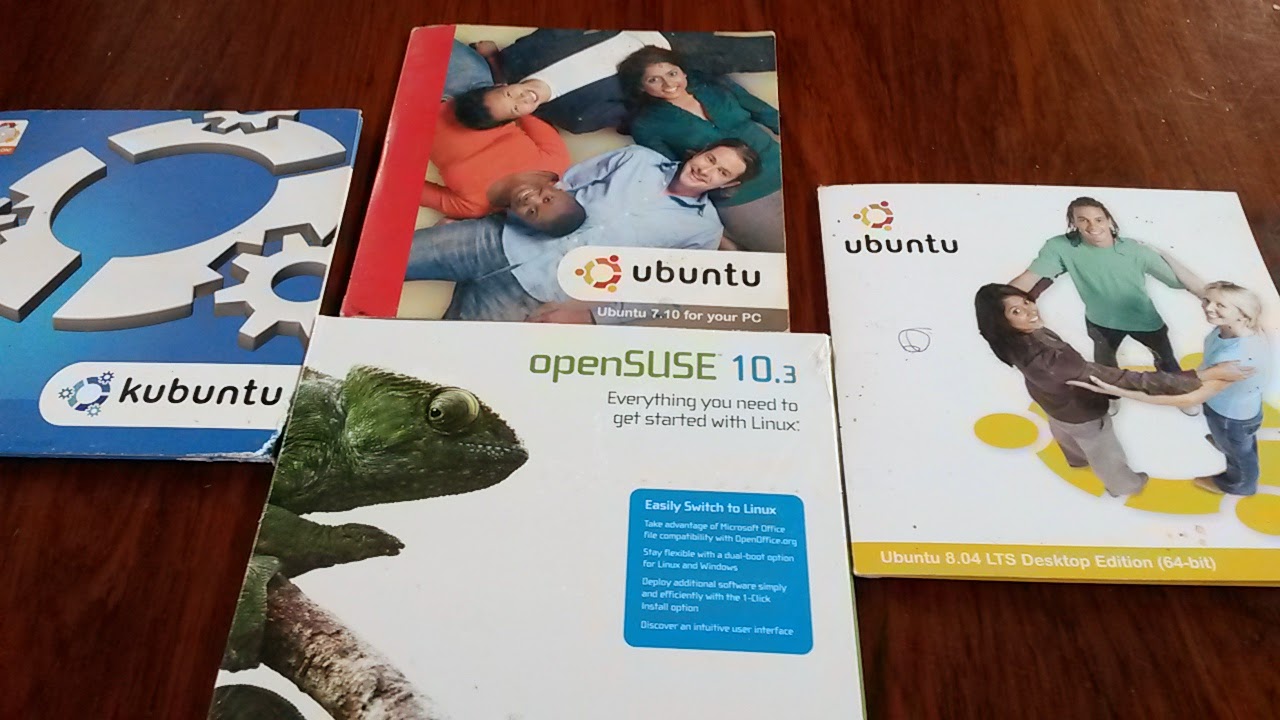 kubuntu
ubuntu
Ubuntu 7.10 for your PC
openSUSE 10.3
Everything you need to
get started with Linux:
Easily Switch to Linux
Take advantage of Microsoft Office
file compatibility with OpenOffice.org
Stay flexible with a dual-boot option
for Linux and Windows
Deploy additional software simply
and efficiently with the 1-Click
Install option
Discover an intuitive user interface
ubuntu
Ubuntu 8.04 LTS Desktop Edition (64-bit)